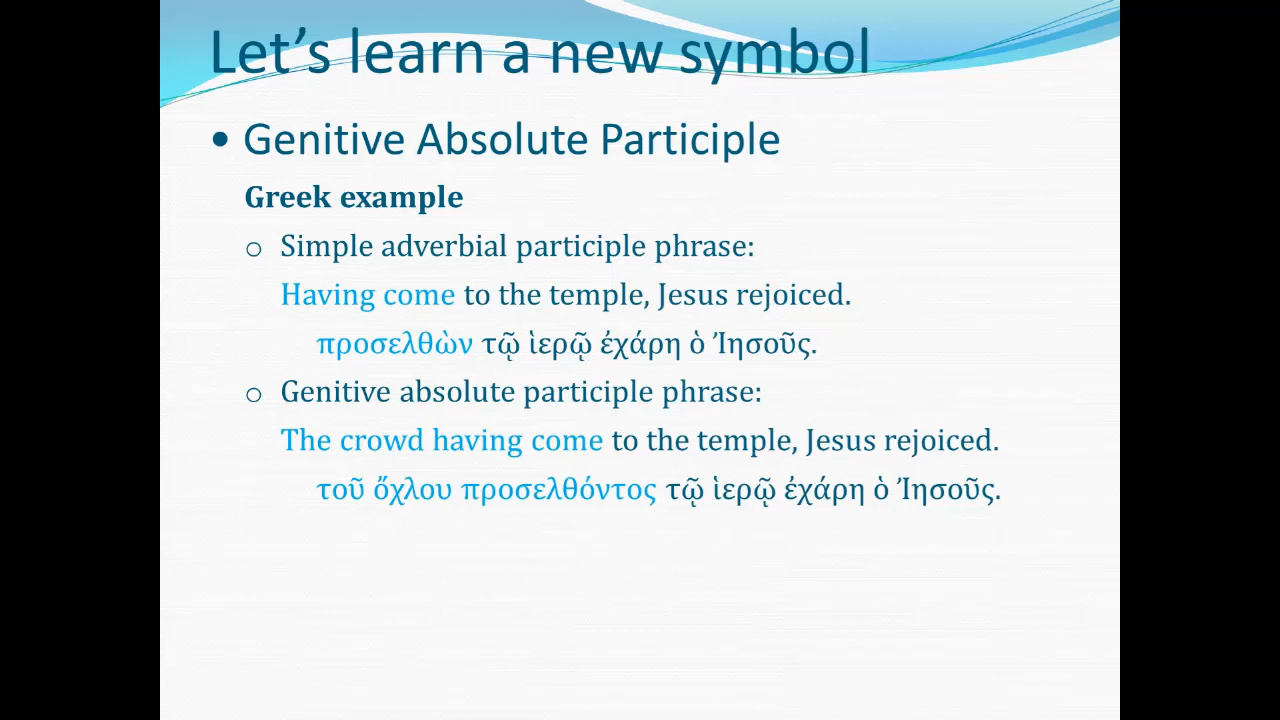 Let’s learn a new symbol
• Genitive Absolute Participle
Greek example
o Simple adverbial participle phrase:
Having come to the temple, Jesus rejoiced.
προσελθὼν τῷ ἱερῷ ἐχάρη ὁ Ἰησοῦς.
o Genitive absolute participle phrase:
The crowd having come to the temple, Jesus rejoiced.
τοῦ ὄχλου προσελθόντος τῷ ἱερῷ ἐχάρη ὁ Ἰησοῦς.